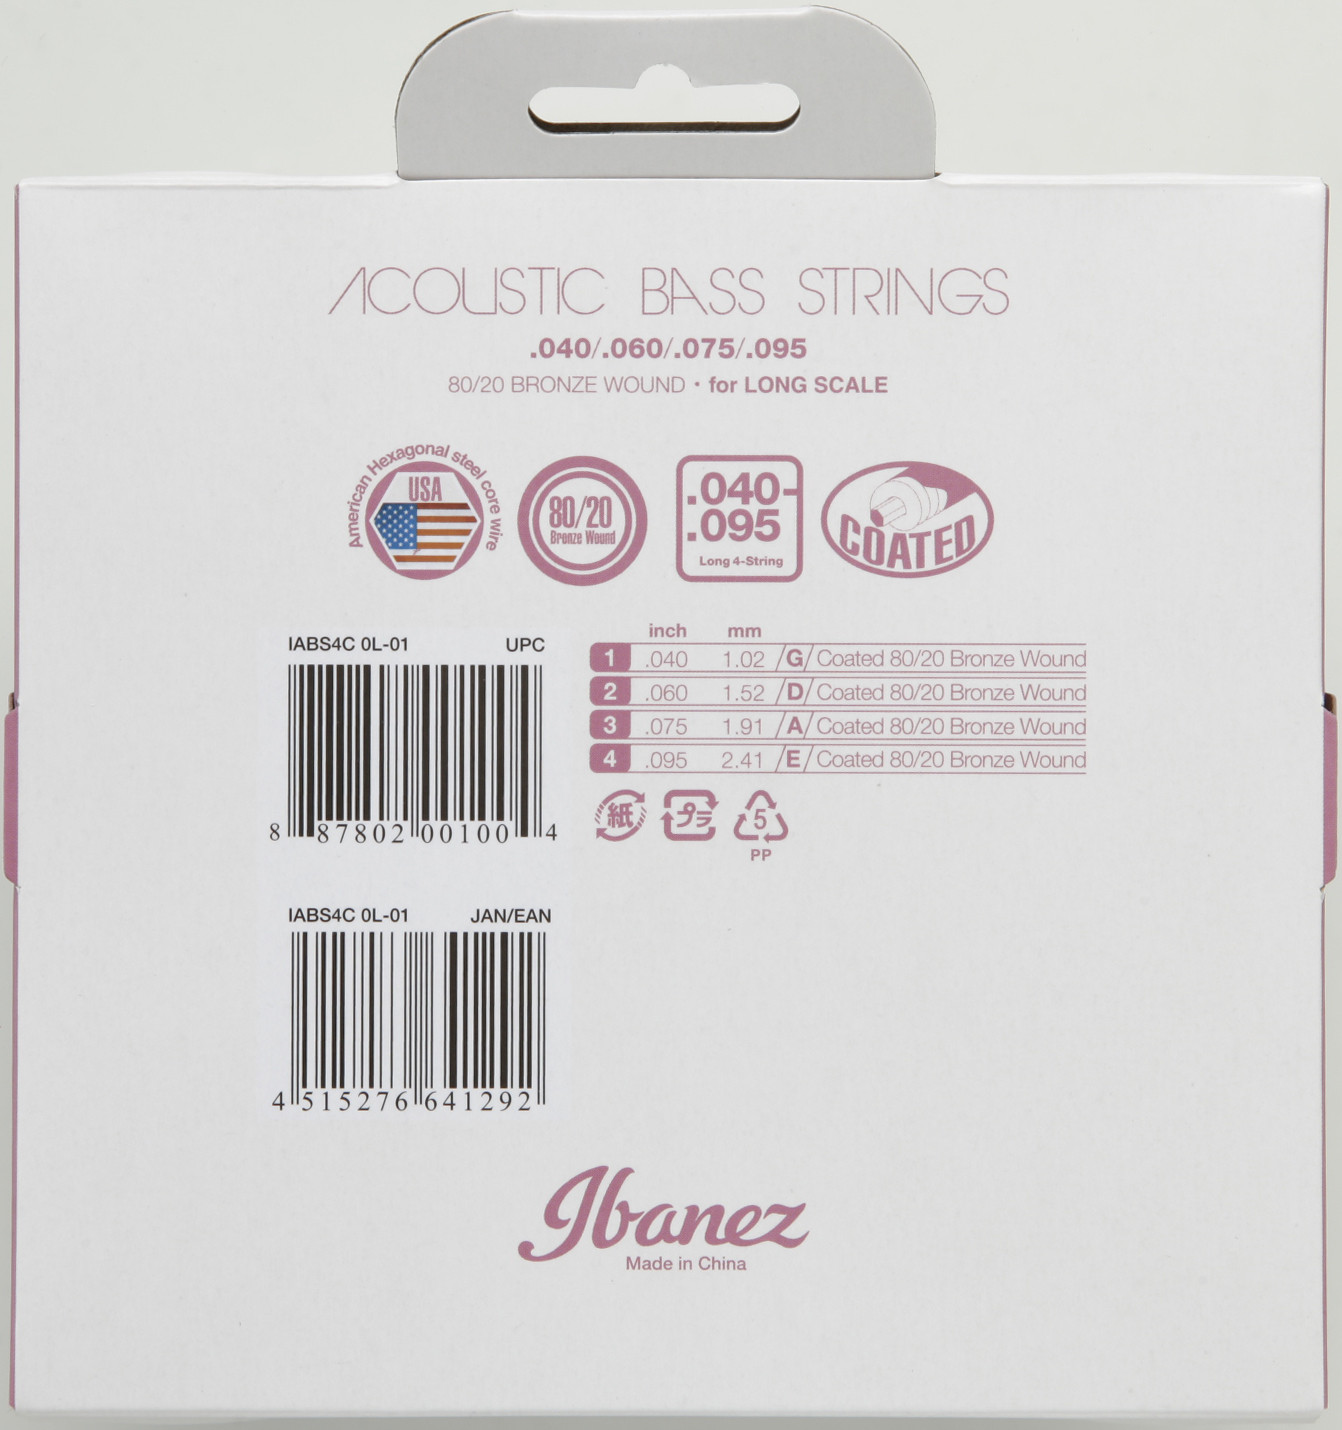 ACOUSTIC BASS STRINGS
.040/.060/.075/.095
80/20 BRONZE WOUND • for LONG SCALE
American Hexagonal steel core wire
USA
80/20
Bronze Wound
.040-
.095
Long 4-String
COATED
IABS4C 0L-01 UPC
8 87802 00100 4
inch mm
1 .040 1.02 /G/ Coated 80/20 Bronze Wound
2 .060 1.52 /D/ Coated 80/20 Bronze Wound
3 .075 1.91 /A/ Coated 80/20 Bronze Wound
4 .095 2.41 /E/ Coated 80/20 Bronze Wound
紙 プラ 5
PP
IABS4C 0L-01 JAN/EAN
4 515276 641292
Ibanez
Made in China